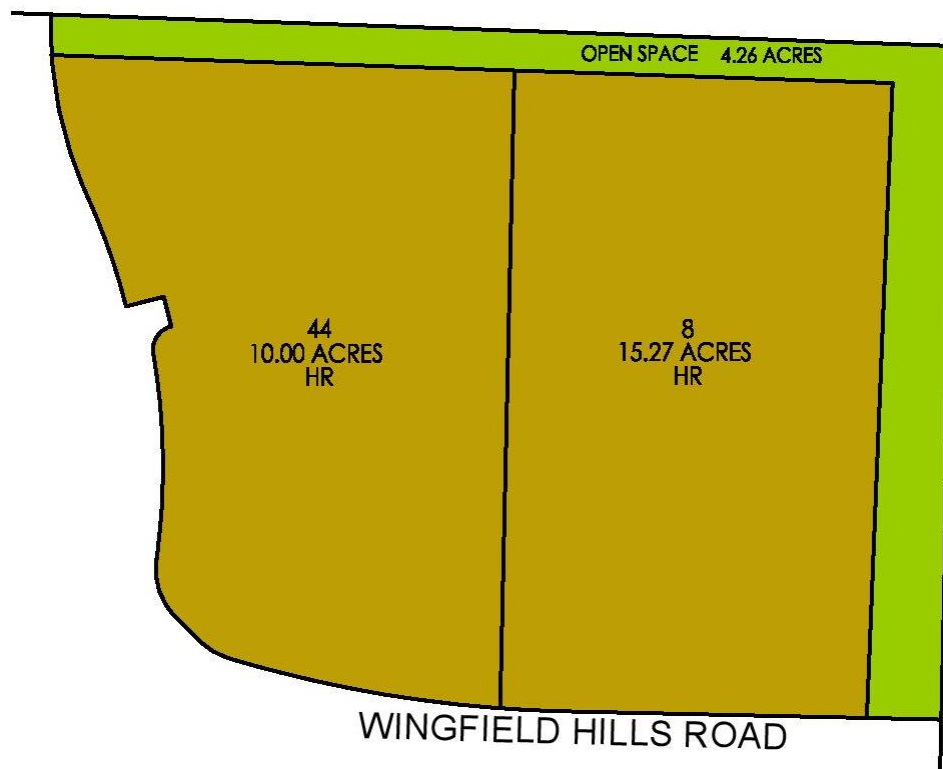 OPEN SPACE 4.26 ACRES
44
10.00 ACRES
HR
8
15.27 ACRES
HR
WINGFIELD HILLS ROAD